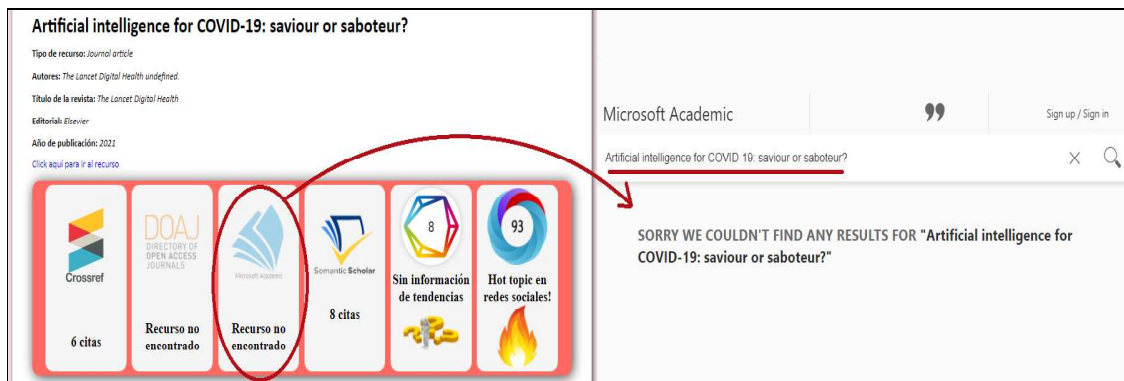 Artificial intelligence for COVID-19: saviour or saboteur?
Tipo de recurso: Journal article
Autores: The Lancet Digital Health undefined.
Título de la revista: The Lancet Digital Health
Editorial: Elsevier
Año de publicación: 2021
Click aquí para ir al recurso
Crossref
6 citas
DOAJ
DIRECTORY OF
OPEN ACCESS
JOURNALS
Recurso no
encontrado
Microsoft Academic
Recurso no
encontrado
Semantic Scholar
8 citas
8
Sin información
de tendencias
93
Hot topic en
redes sociales!
Microsoft Academic
Sign up / Sign in
Artificial intelligence for COVID 19: saviour or saboteur?
SORRY WE COULDN'T FIND ANY RESULTS FOR "Artificial intelligence for
COVID-19: saviour or saboteur?"